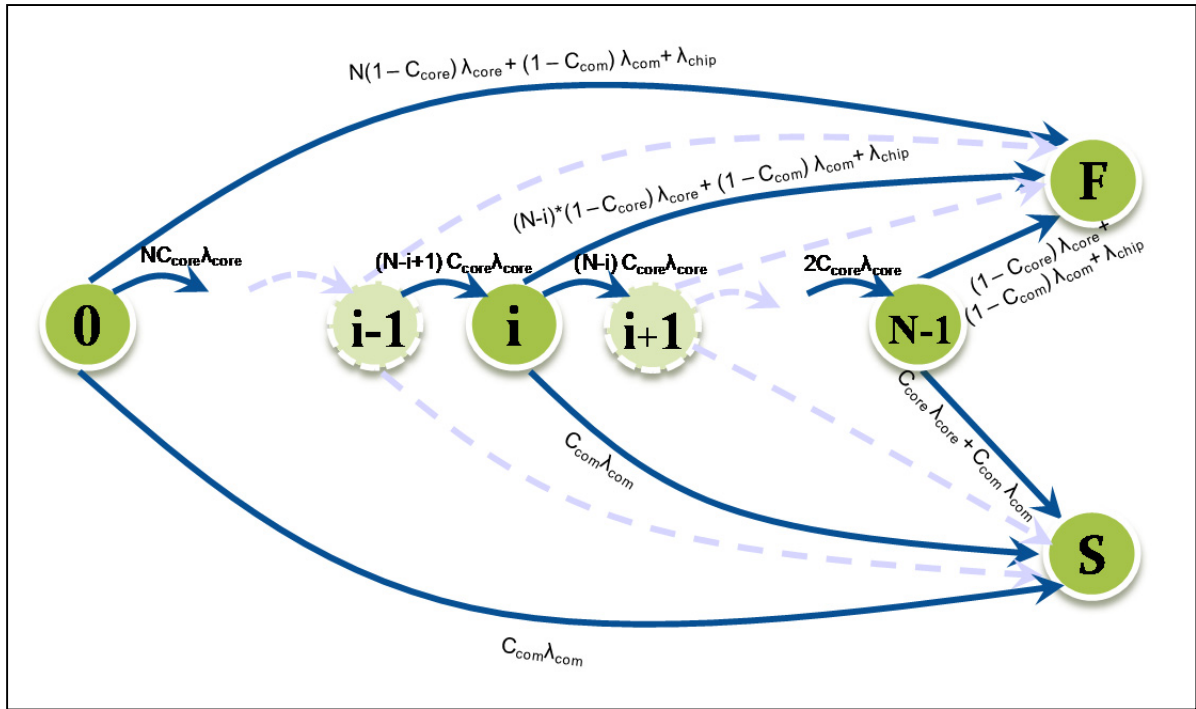 N(1– C_core) λ_core + (1– C_com) λ_com + λ_chip
(N-i)*(1–C_core) λ_core + (1– C_com) λ_com + λ_chip
F
NC_core λ_core
(N-i+1) C_core λ_core
(N-i) C_core λ_core
2C_core λ_core
(1– C_core) λ_core +
(1– C_com) λ_com + λ_chip
0
i-1
i
i+1
N-1
C_com λ_com
C_core λ_core + C_com λ_com
S
C_com λ_com